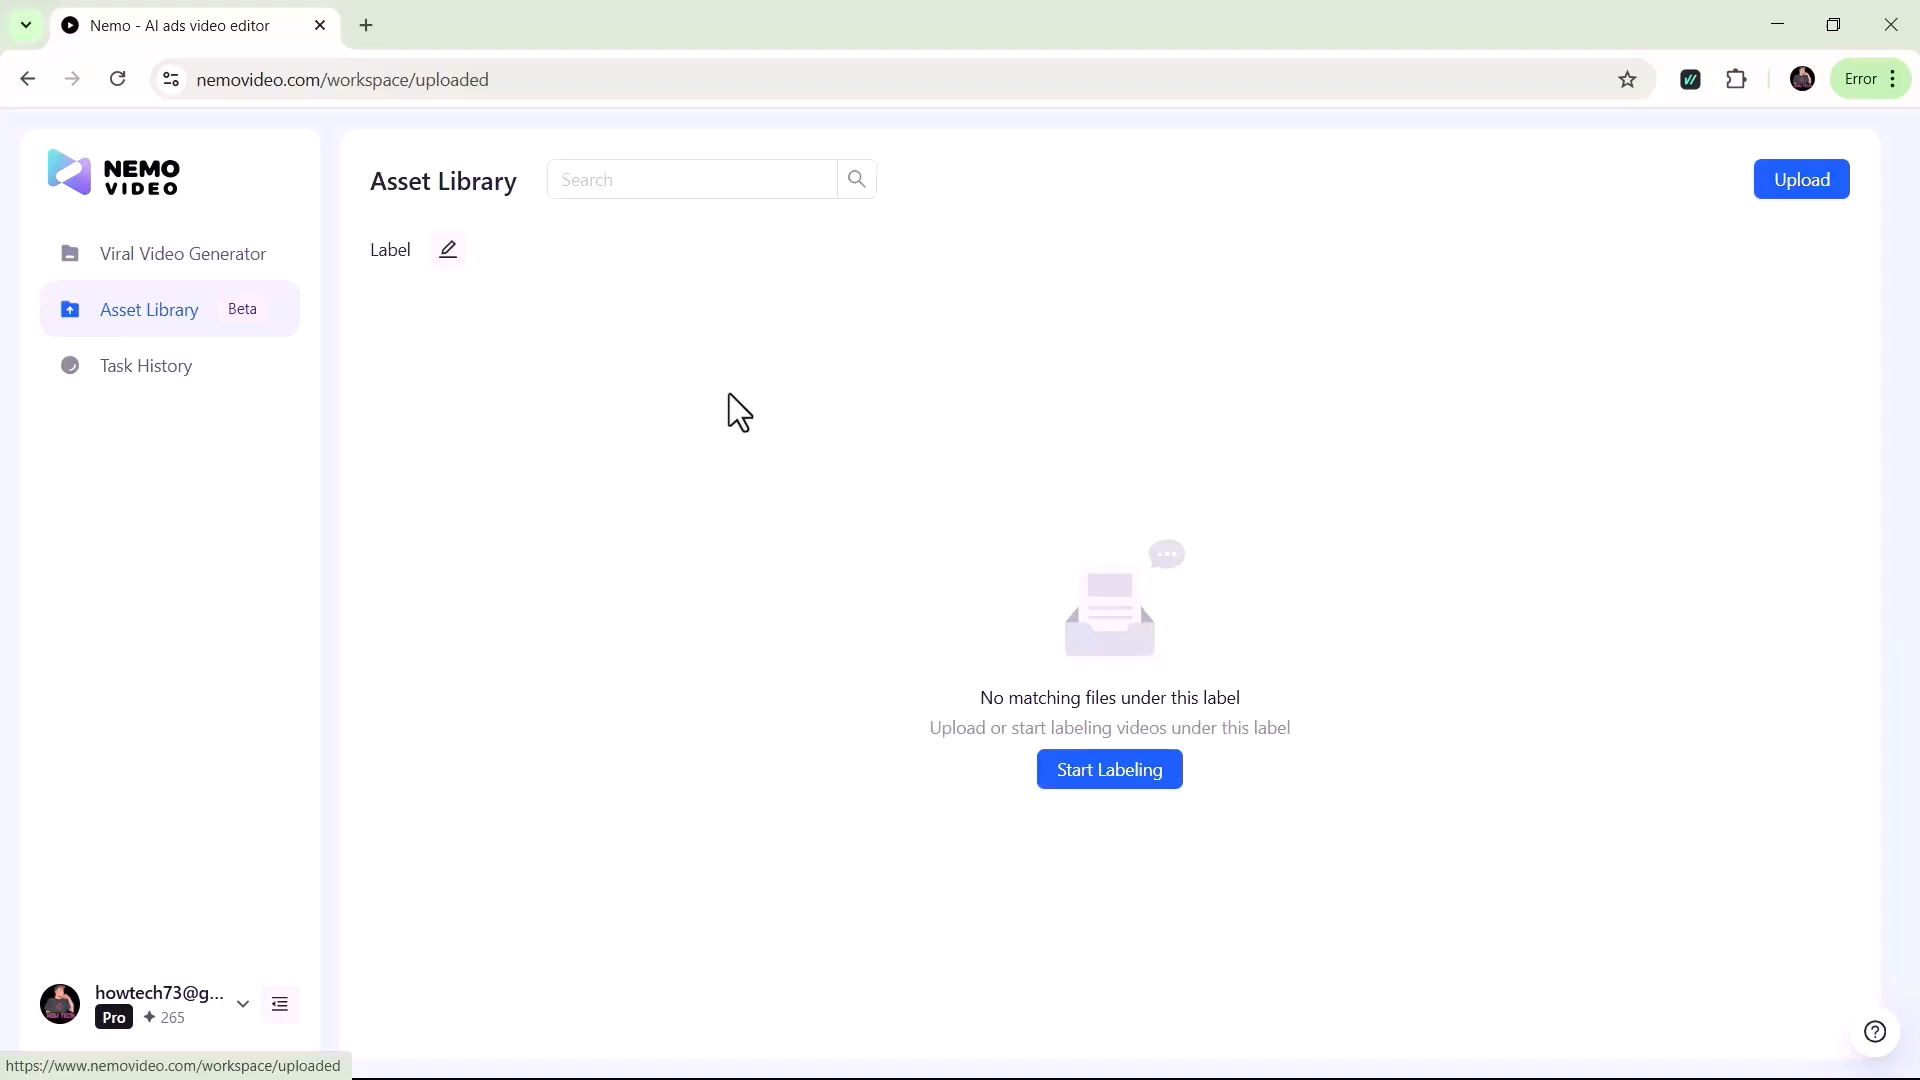 Nemo - AI ads video editor
nemovideo.com/workspace/uploaded
Error
NEMO
VIDEO
Asset Library
Search
Upload
Label
Viral Video Generator
Asset Library Beta
Task History
No matching files under this label
Upload or start labeling videos under this label
Start Labeling
howtech73@g...
Pro 265
https://www.nemovideo.com/workspace/uploaded